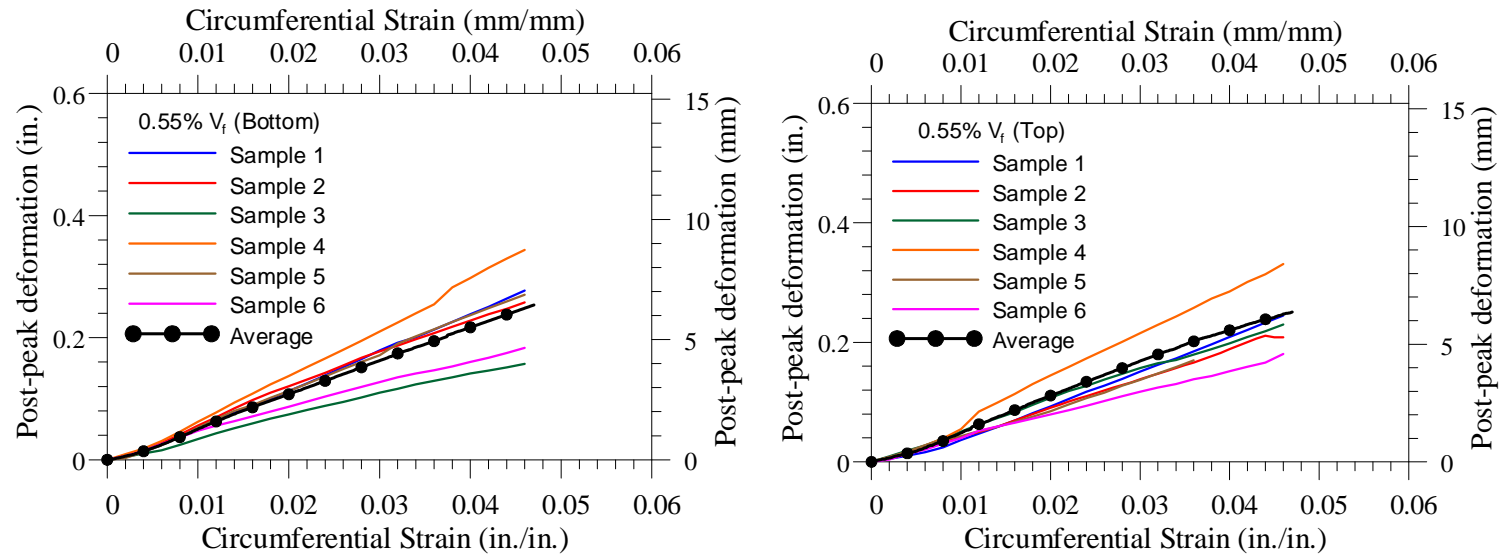 Circumferential Strain (mm/mm)
0 0.01 0.02 0.03 0.04 0.05 0.06
Post-peak deformation (in.)
0.6
0.4
0.2
0
0.55% Vf (Bottom)
Sample 1
Sample 2
Sample 3
Sample 4
Sample 5
Sample 6
Average
15
10
5
0
Post-peak deformation (mm)
0 0.01 0.02 0.03 0.04 0.05 0.06
Circumferential Strain (in./in.)
Circumferential Strain (mm/mm)
0 0.01 0.02 0.03 0.04 0.05 0.06
Post-peak deformation (in.)
0.6
0.4
0.2
0
0.55% Vf (Top)
Sample 1
Sample 2
Sample 3
Sample 4
Sample 5
Sample 6
Average
15
10
5
0
Post-peak deformation (mm)
0 0.01 0.02 0.03 0.04 0.05 0.06
Circumferential Strain (in./in.)